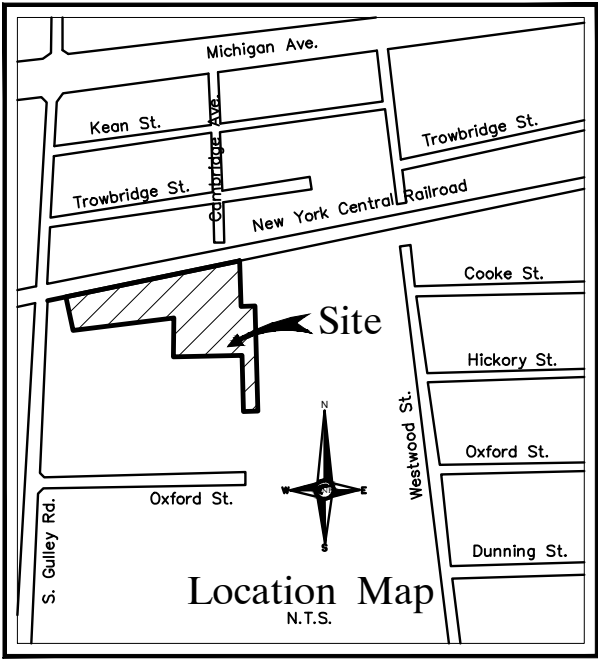 Michigan Ave.
Kean St.
Cambridge Ave.
Trowbridge St.
Trowbridge St.
New York Central Railroad
Cooke St.
Site
Hickory St.
Westwood St.
N
W
E
S
Oxford St.
Oxford St.
S. Gulley Rd.
Dunning St.
Location Map
N.T.S.